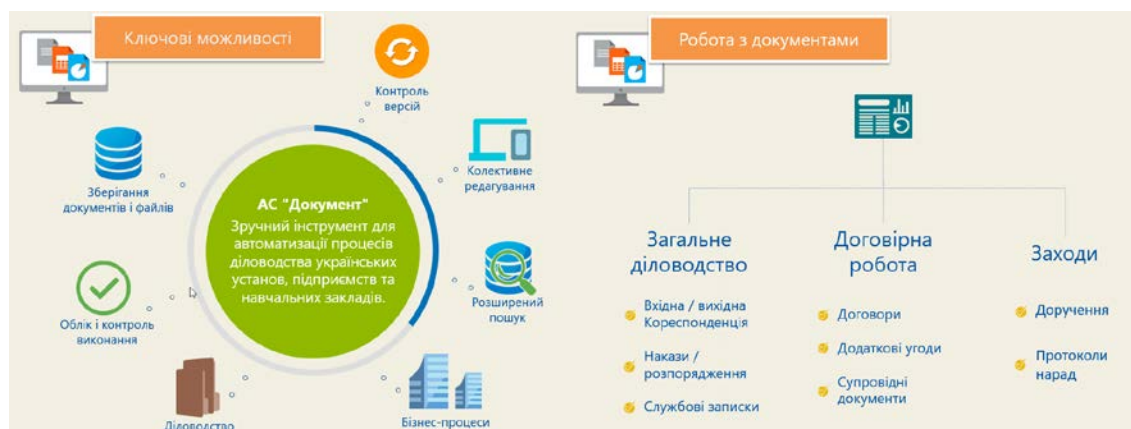 Ключові можливості
Контроль
версій
Колективне
редагування
Розширений
пошук
Бізнес-процеси
Діловодство
Облік і контроль
виконання
Зберігання
документів і файлів
АС "Документ"
Зручний інструмент для
автоматизації процесів
діловодства українських
установ, підприємств та
навчальних закладів.
Робота з документами
Загальне
діловодство
Вхідна / вихідна
Кореспонденція
Накази /
розпорядження
Службові записки
Договірна
робота
Договори
Додаткові угоди
Супровідні
документи
Заходи
Доручення
Протоколи
нарад